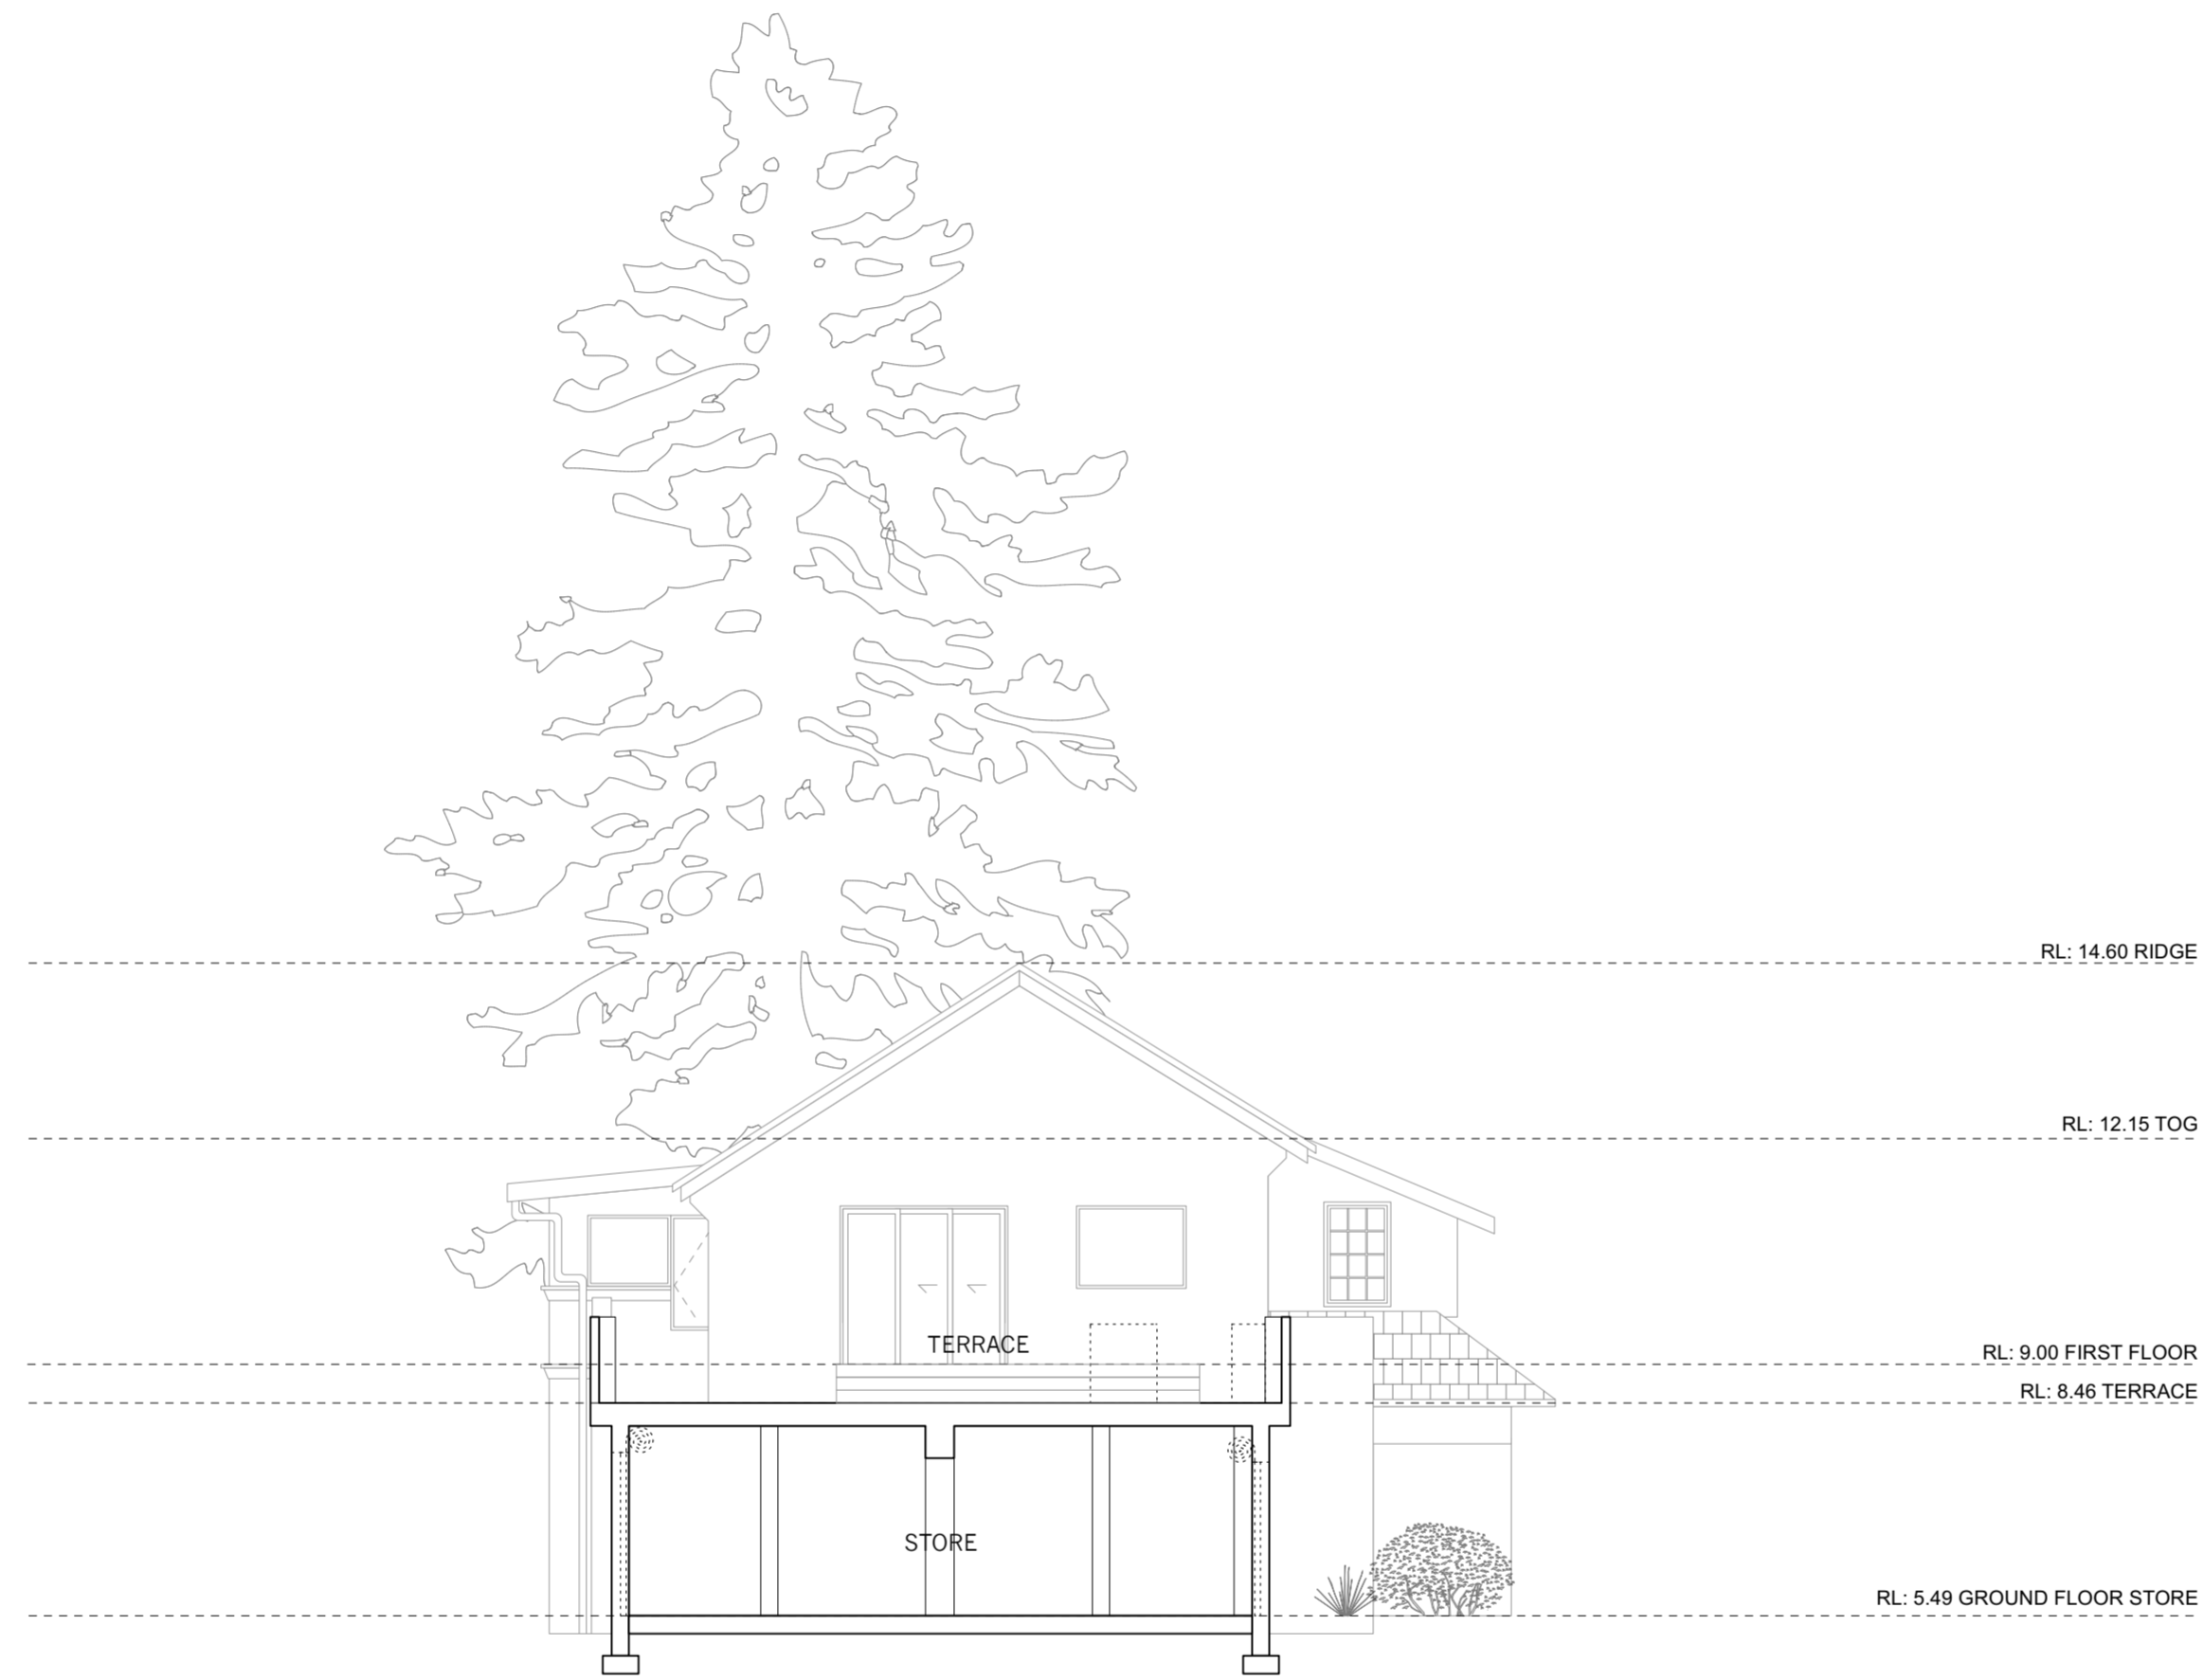 RL: 14.60 RIDGE
RL: 12.15 TOG
TERRACE
RL: 9.00 FIRST FLOOR
RL: 8.46 TERRACE
STORE
RL: 5.49 GROUND FLOOR STORE